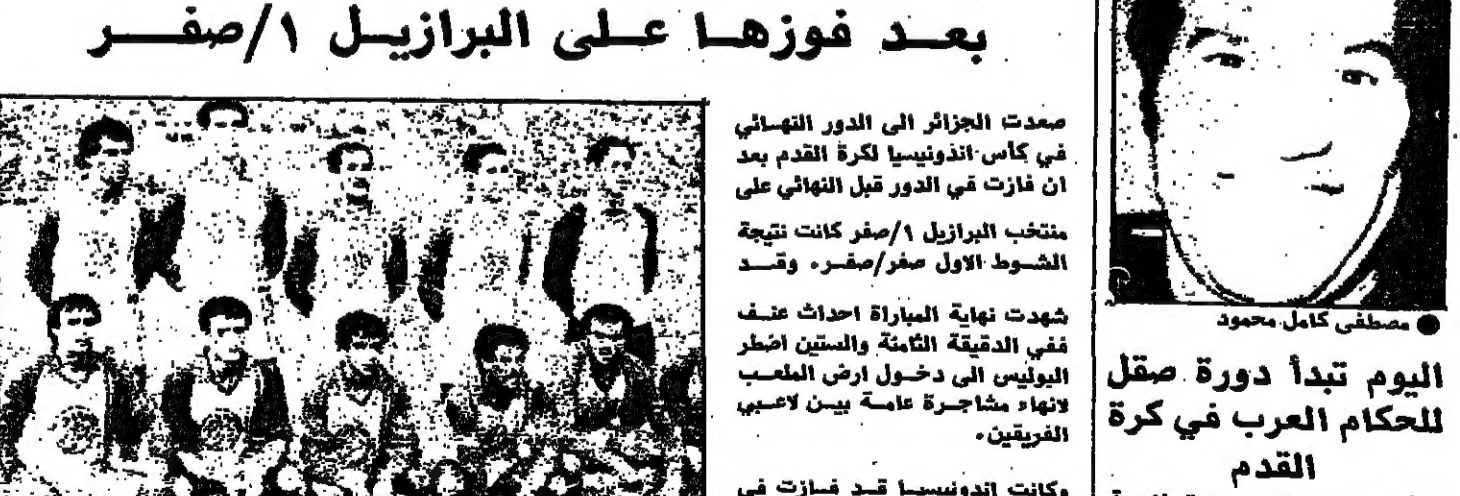 بعد فوزها على البرازيل ١/صفر
صعدت الجزائر الى الدور النهائي
في كأس اندونيسيا لكرة القدم بعد
ان فازت في الدور قبل النهائي على
منتخب البرازيل ١/صفر كانت نتيجة
الشوط الاول صفر/صفر. وقد
شهدت نهاية المباراة احداث عنف
ففي الدقيقة الثامنة والستين اضطر
البوليس الى دخول ارض الملعب
لانهاء مشاجرة عامة بين لاعبي
الفريقين.
وكانت اندونيسيا قد فازت في
مصطفى كامل محمود
اليوم تبدأ دورة صقل
للحكام العرب في كرة
القدم